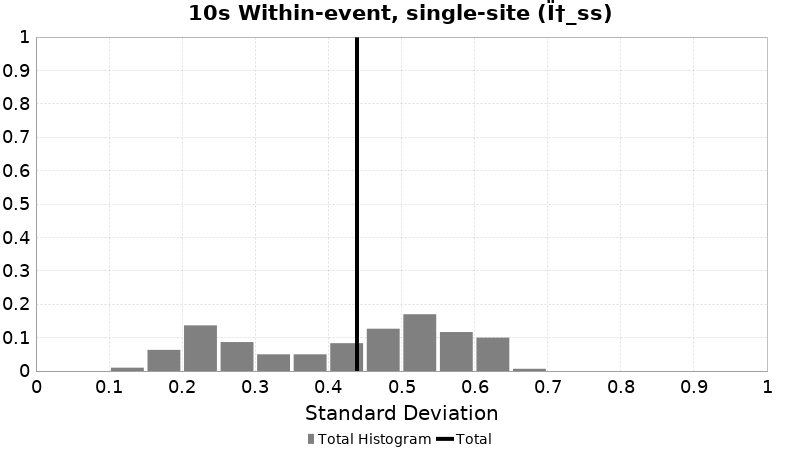 10s Within-event, single-site (Ï†_ss)
1
0.9
0.8
0.7
0.6
0.5
0.4
0.3
0.2
0.1
0
0 0.1 0.2 0.3 0.4 0.5 0.6 0.7 0.8 0.9 1
Standard Deviation
Total Histogram Total